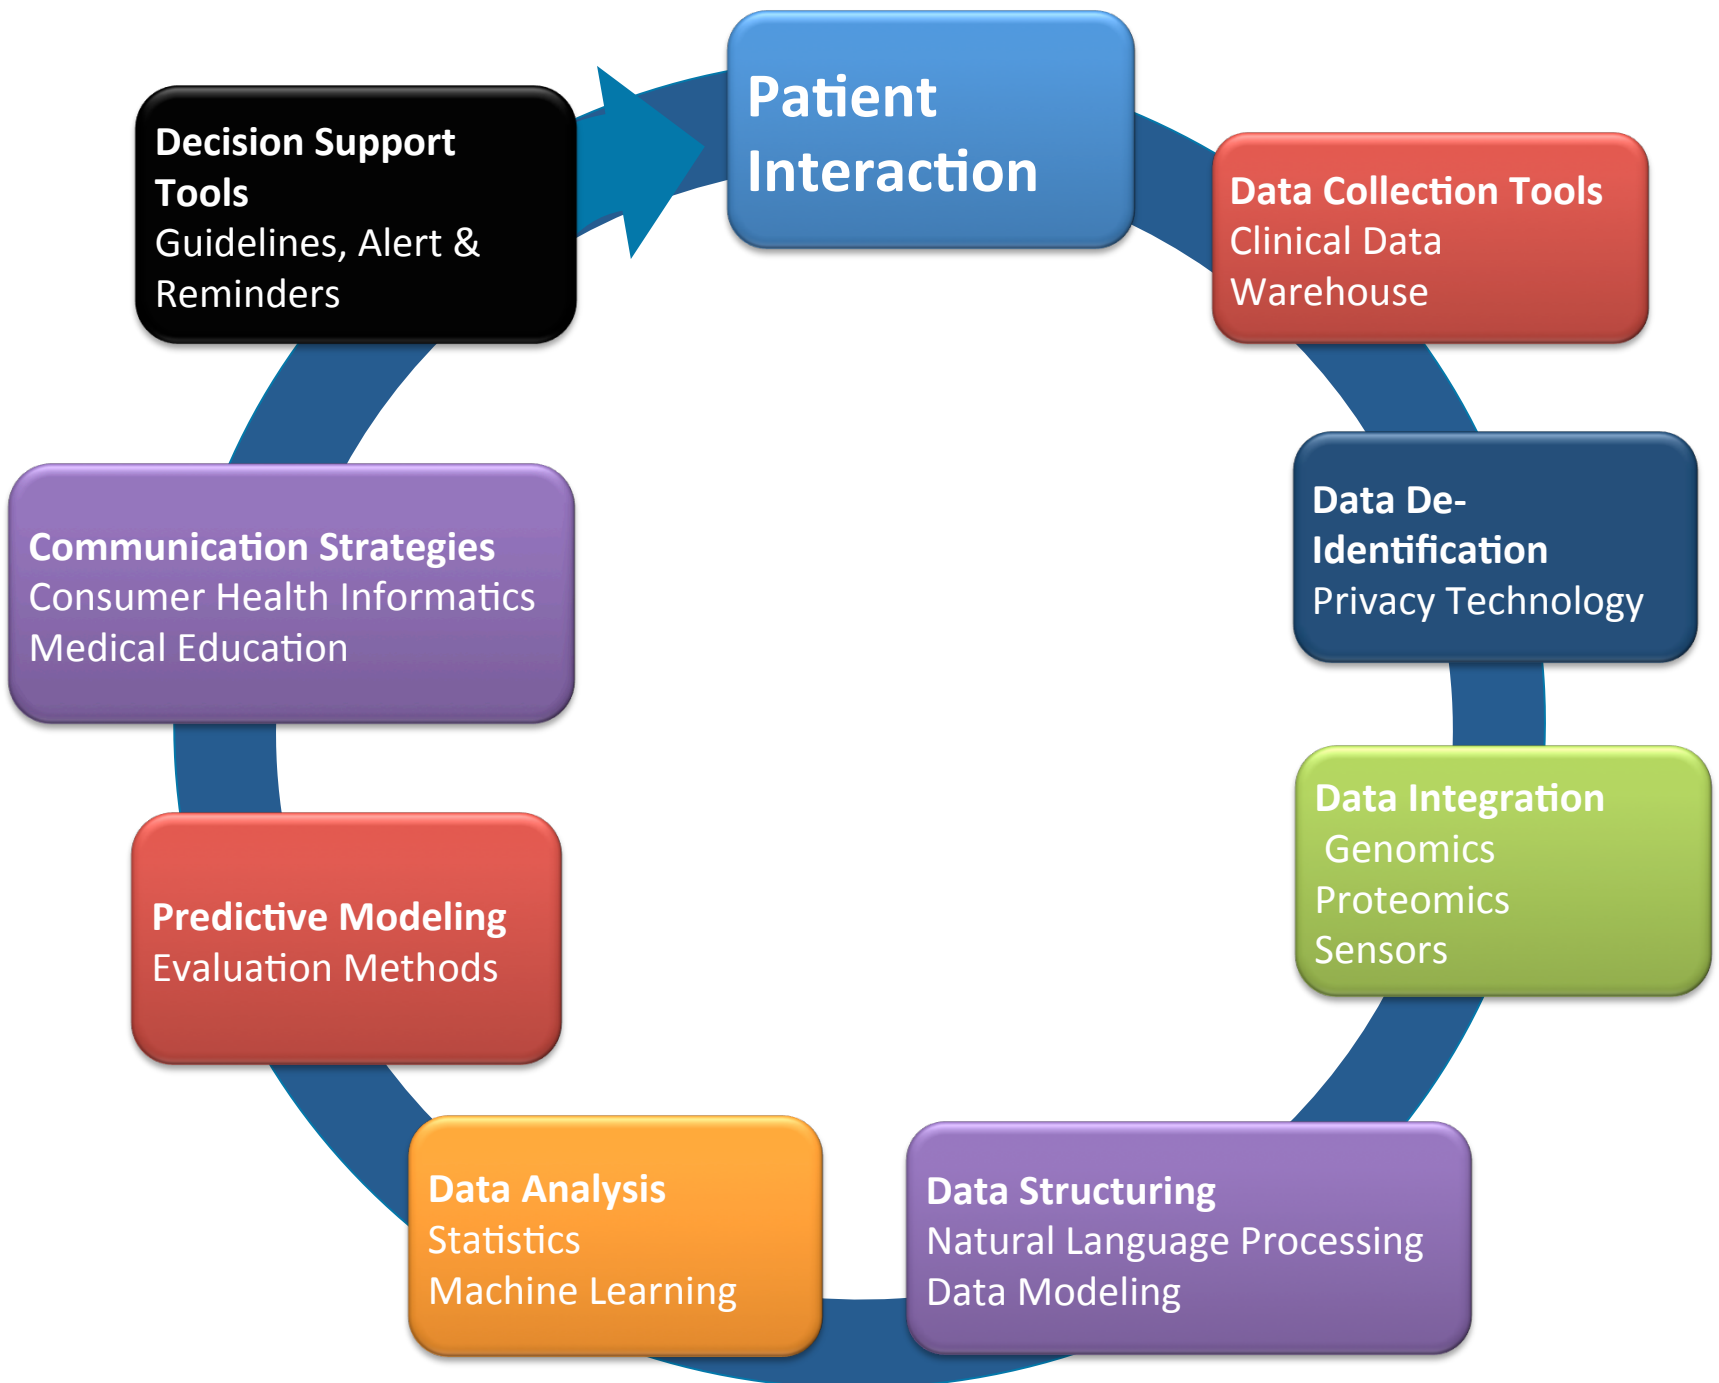 Patient
Interaction
Data Collection Tools
Clinical Data
Warehouse
Data De-
Identification
Privacy Technology
Data Integration
Genomics
Proteomics
Sensors
Data Structuring
Natural Language Processing
Data Modeling
Data Analysis
Statistics
Machine Learning
Predictive Modeling
Evaluation Methods
Communication Strategies
Consumer Health Informatics
Medical Education
Decision Support
Tools
Guidelines, Alert &
Reminders